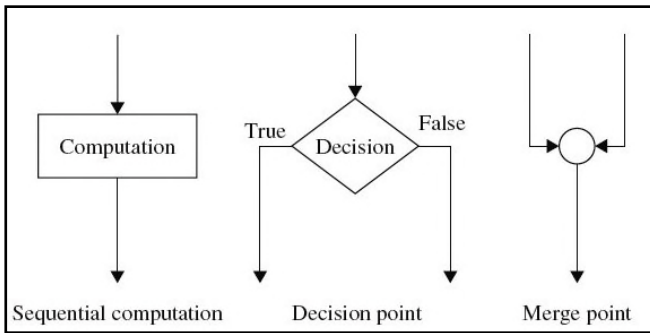 True
False
Computation
Decision
Sequential computation
Decision point
Merge point